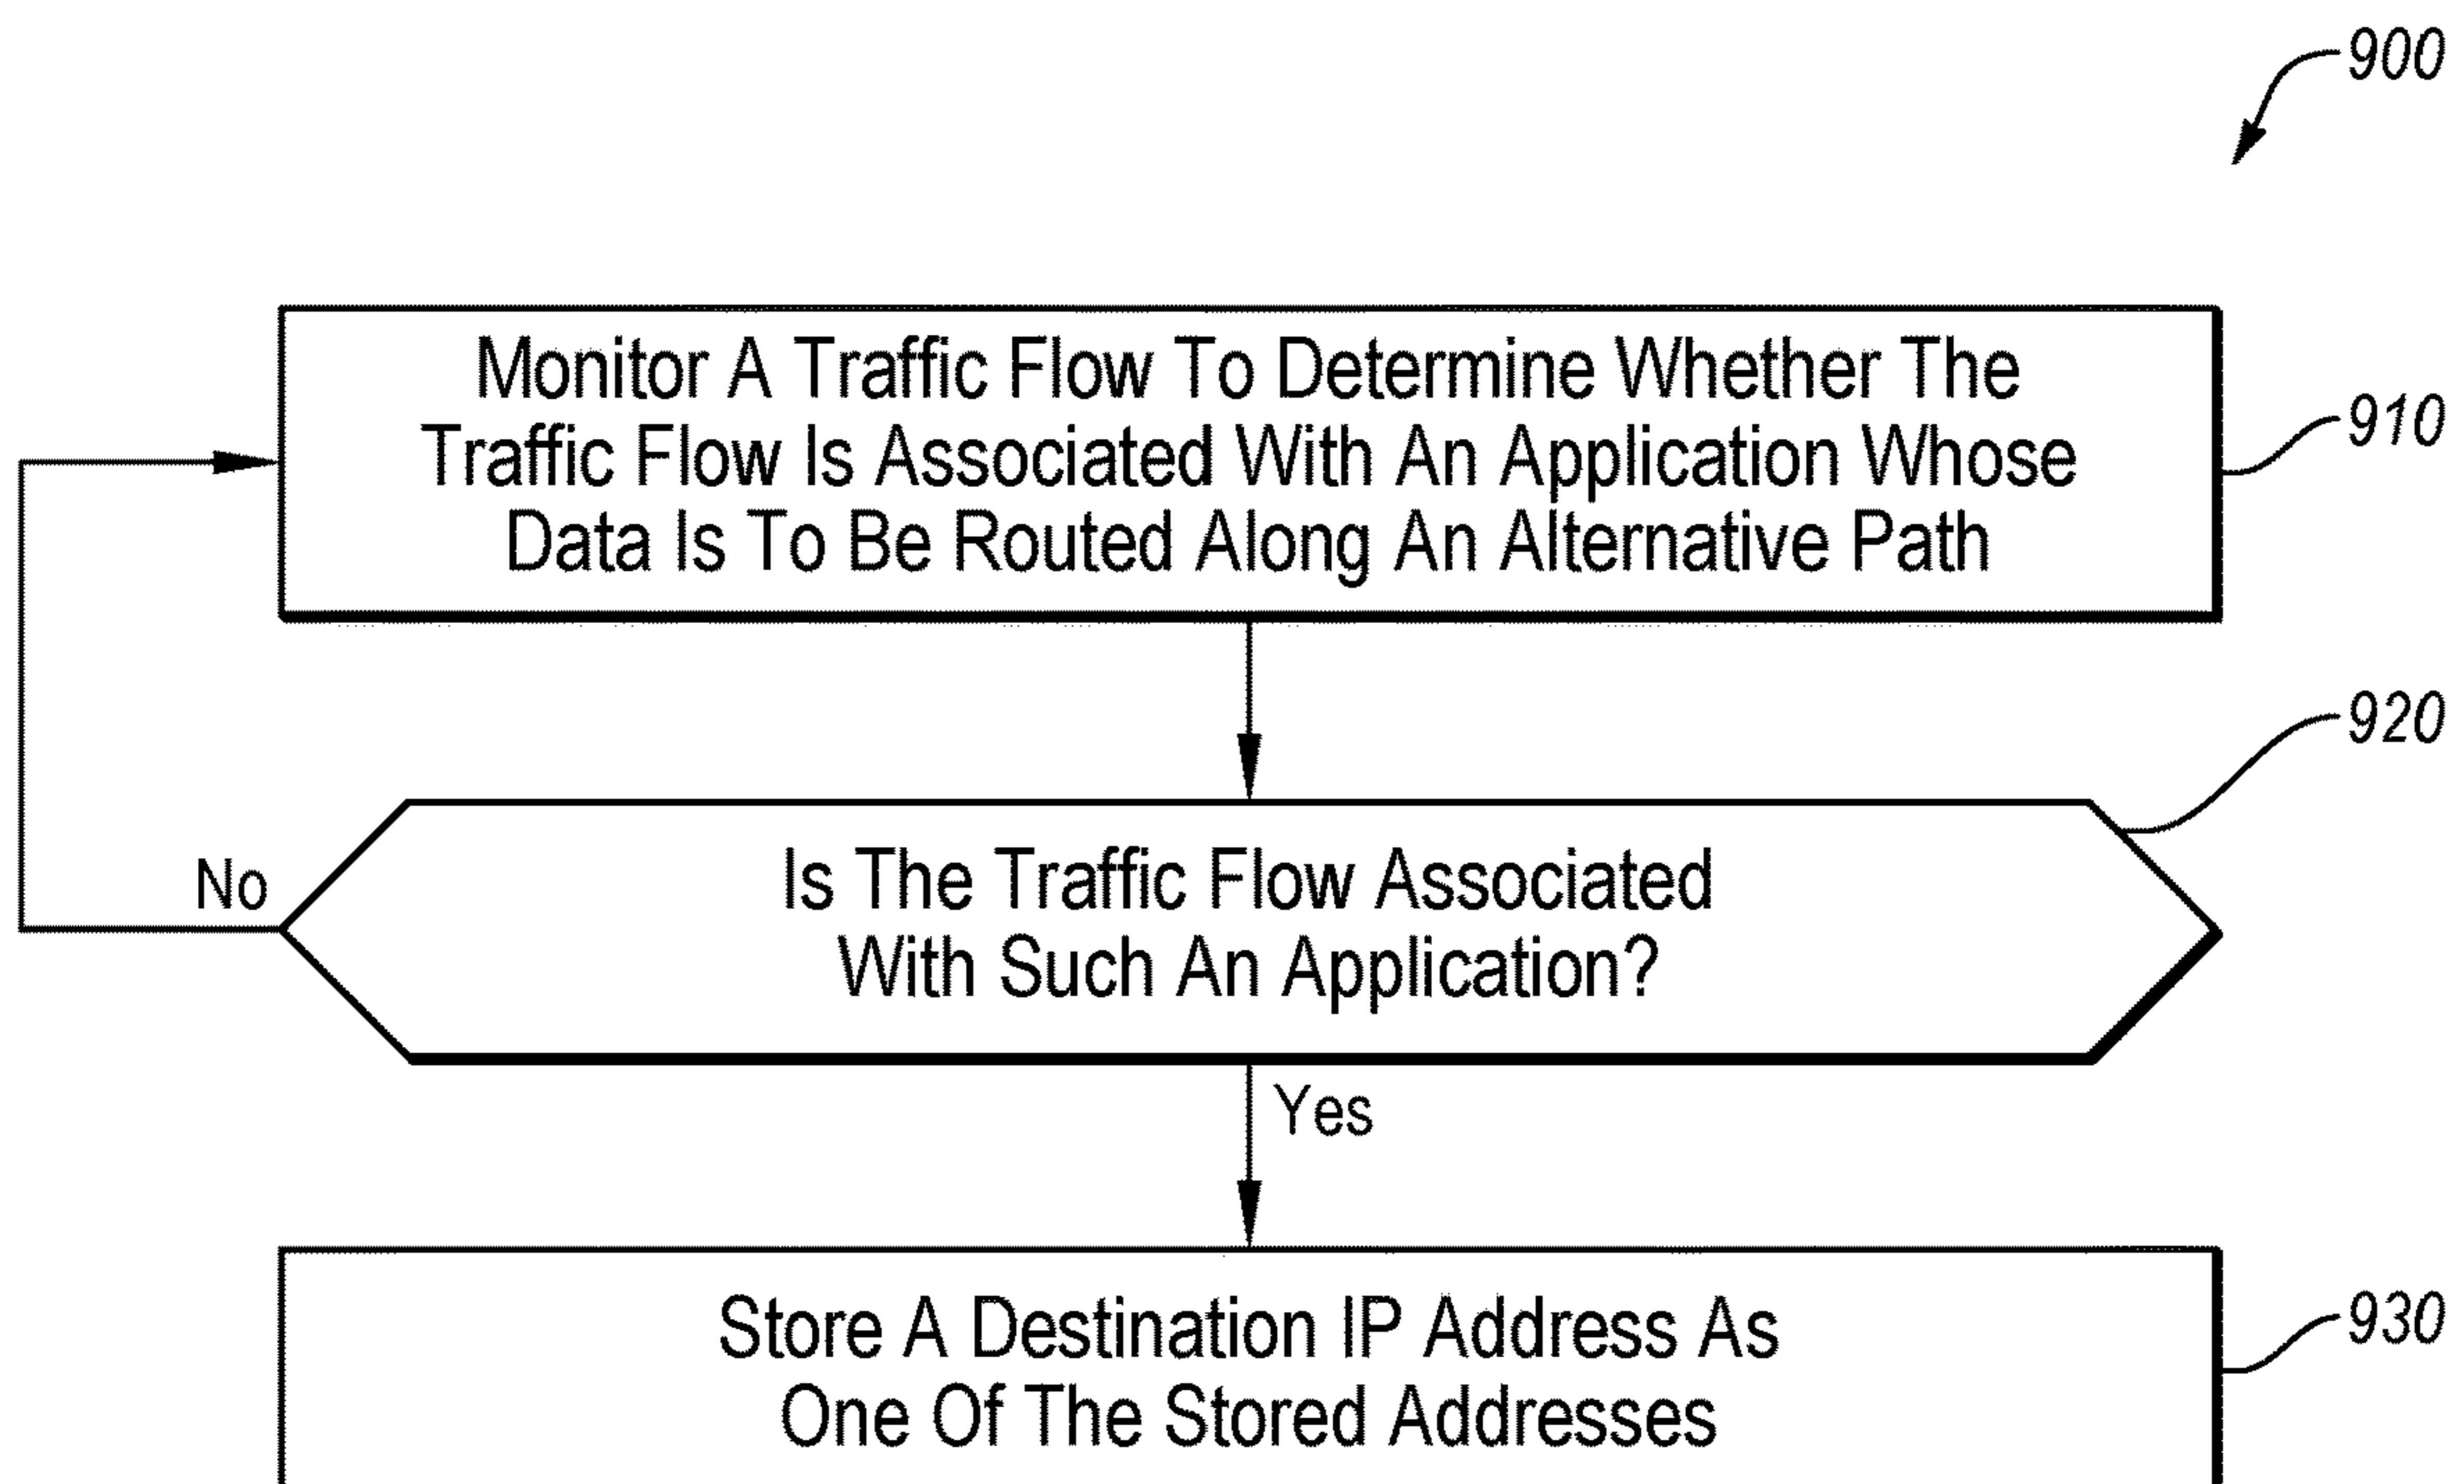 900
Monitor A Traffic Flow To Determine Whether The
Traffic Flow Is Associated With An Application Whose
Data Is To Be Routed Along An Alternative Path
910
920
No
Is The Traffic Flow Associated
With Such An Application?
Yes
Store A Destination IP Address As
One Of The Stored Addresses
930